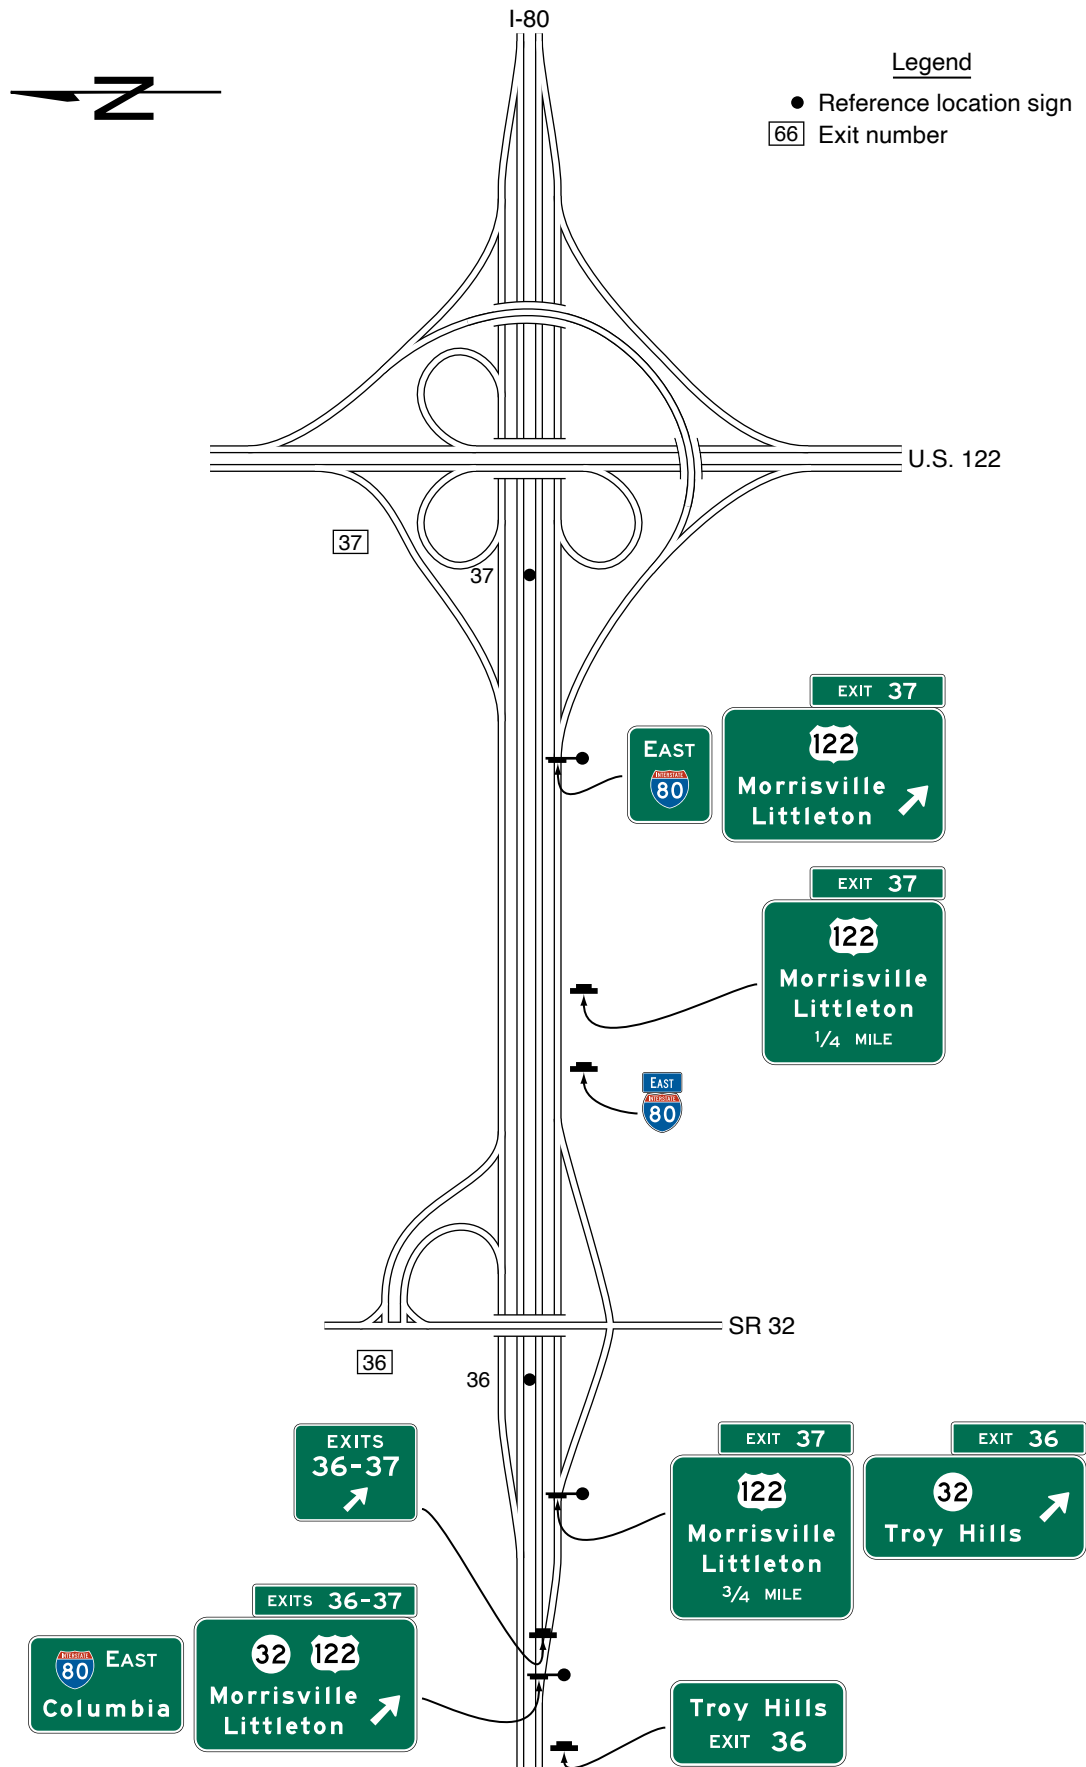 I-80
N
Legend
Reference location sign
66 Exit number
U.S. 122
37
37
EXIT 37
EAST
INTERSTATE
80
122
Morrisville
Littleton
EXIT 37
122
Morrisville
Littleton
1/4 MILE
EAST
INTERSTATE
80
SR 32
36
36
EXITS
36-37
EXIT 37
122
Morrisville
Littleton
3/4 MILE
EXIT 36
32
Troy Hills
EXITS 36-37
32 122
Morrisville
Littleton
INTERSTATE
80 EAST
Columbia
Troy Hills
EXIT 36